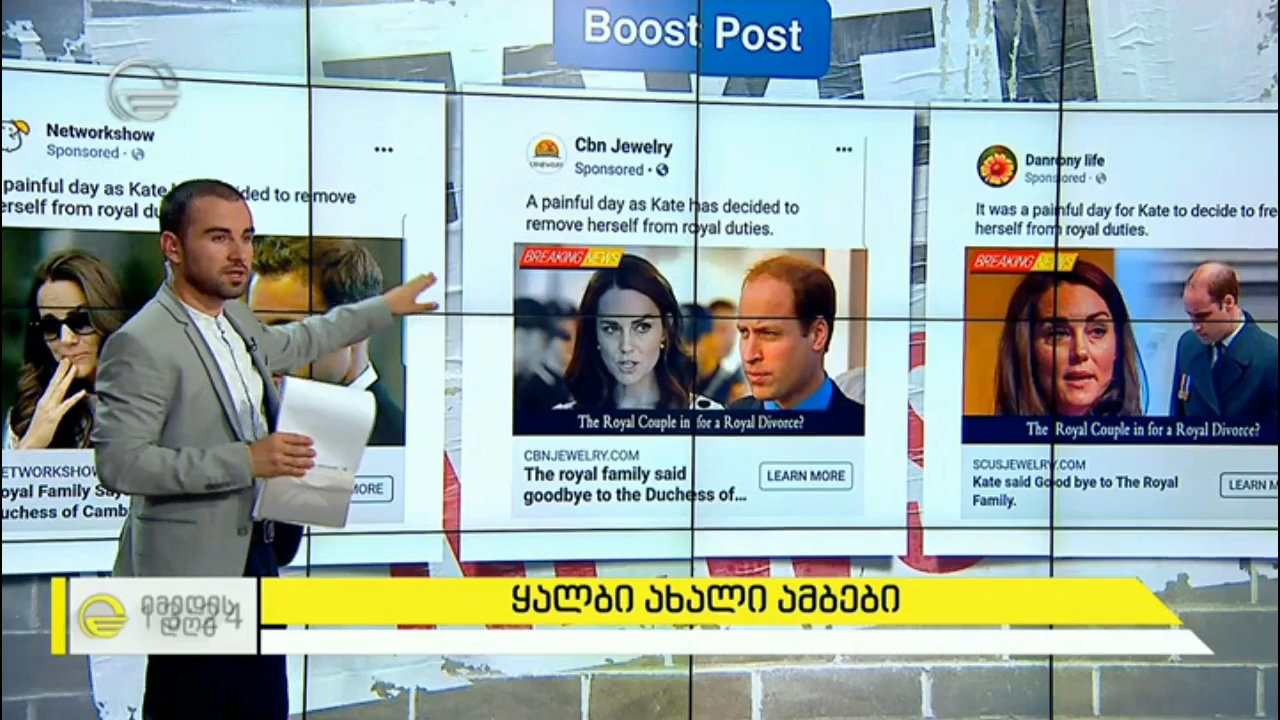 Boost Post
Networkshow
Sponsored ·
painful day as Kate
ded to remove
erself from royal du
ETWORKSHOW
oyal Family Say
uchess of Camb
MORE
Cbn Jewelry
Sponsored ·
A painful day as Kate has decided to
remove herself from royal duties.
BREAKING NEWS
The Royal Couple in for a Royal Divorce?
CBNJEWELRY.COM
The royal family said
goodbye to the Duchess of...
LEARN MORE
Danrony life
Sponsored ·
It was a painful day for Kate to decide to fre
herself from royal duties.
BREAKING NEWS
The Royal Couple in for a Royal Divorce?
SCUSJEWELRY.COM
Kate said Good bye to The Royal
Family.
LEARN M
ყალბი ახალი ამბები